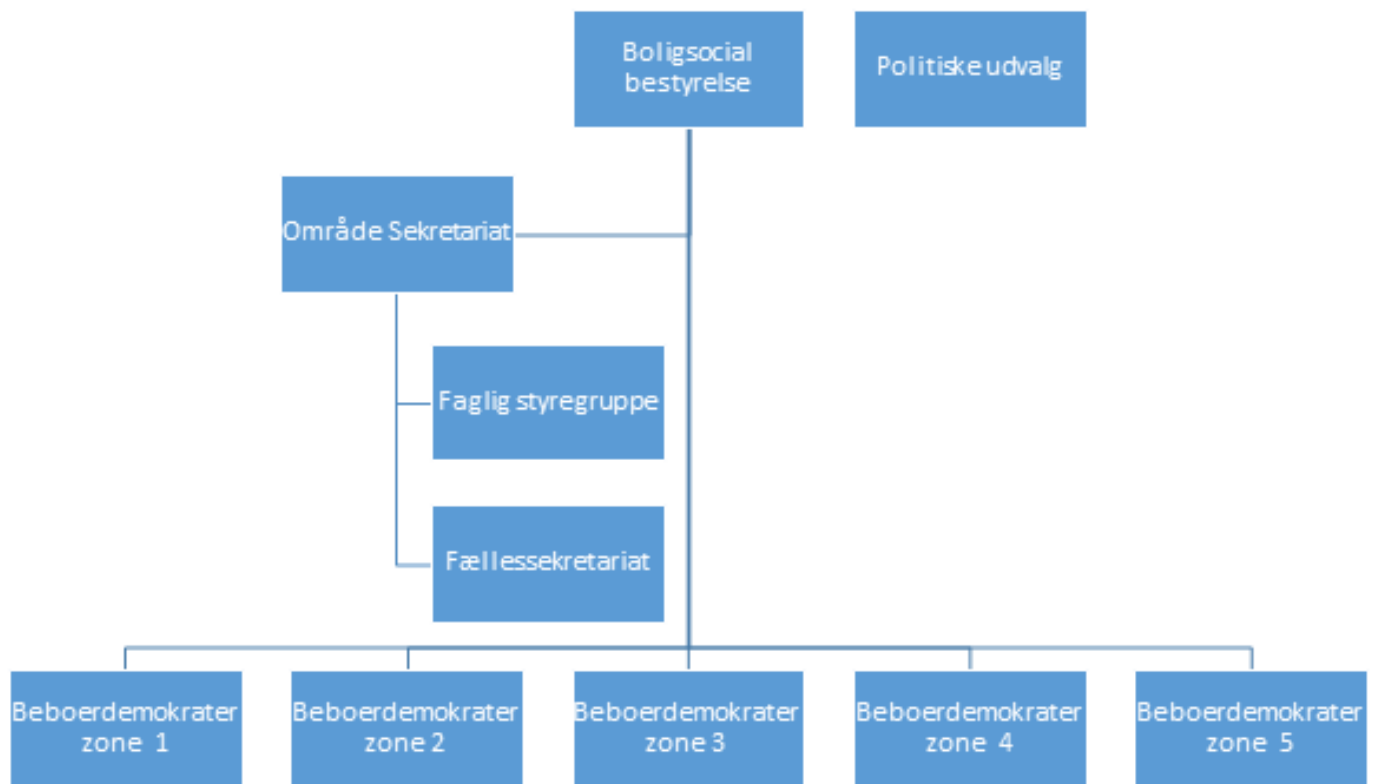 Boligsocial
bestyrelse
Politiske udvalg
Område Sekretariat
Faglig styregruppe
Fællessekretariat
Beboerdemokrater
zone 1
Beboerdemokrater
zone 2
Beboerdemokrater
zone 3
Beboerdemokrater
zone 4
Beboerdemokrater
zone 5